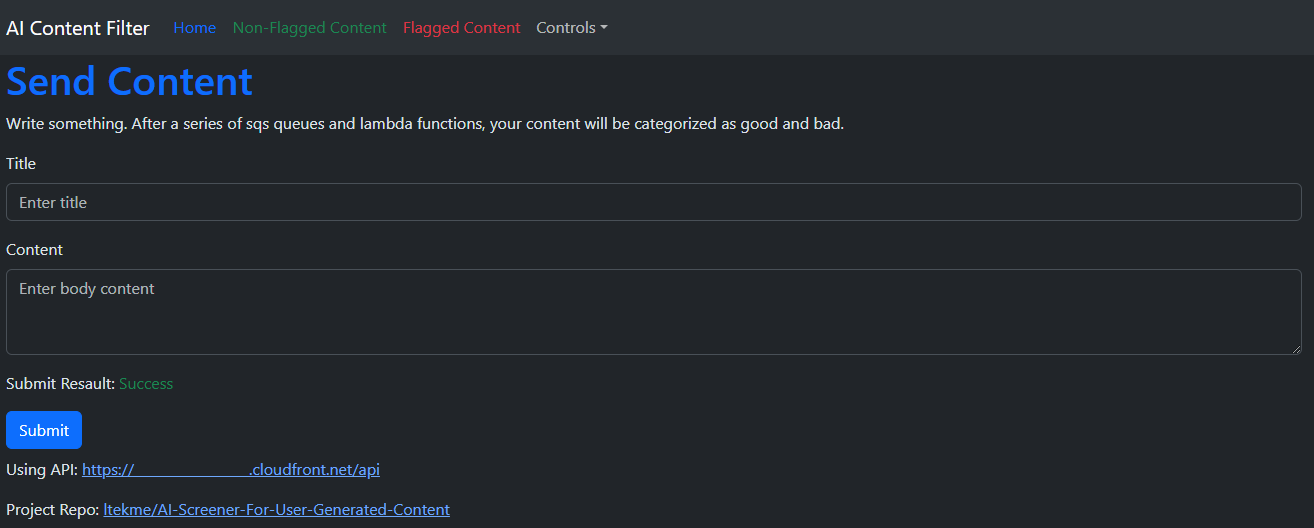 AI Content Filter Home Non-Flagged Content Flagged Content Controls
Send Content
Write something. After a series of sqs queues and lambda functions, your content will be categorized as good and bad.
Title
Enter title
Content
Enter body content
Submit Resault: Success
Submit
Using API: https:// .cloudfront.net/api
Project Repo: ltekme/AI-Screener-For-User-Generated-Content